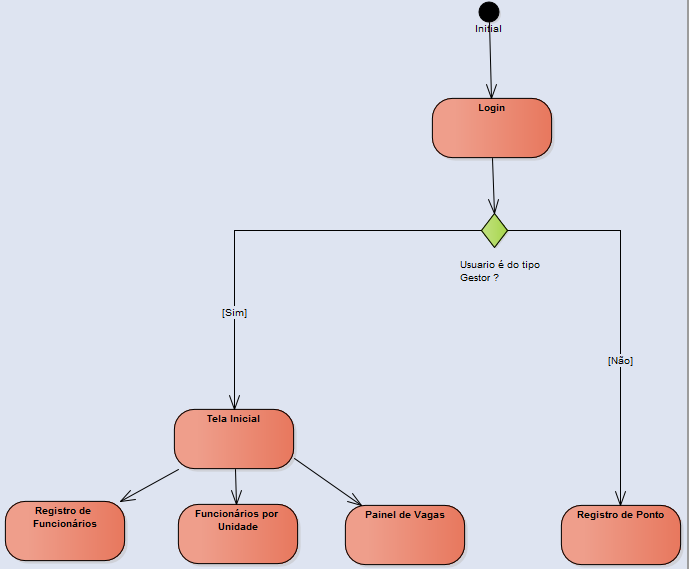 Initial
Login
Usuario é do tipo
Gestor ?
[Sim]
[Não]
Tela Inicial
Registro de
Funcionários
Funcionários por
Unidade
Painel de Vagas
Registro de Ponto